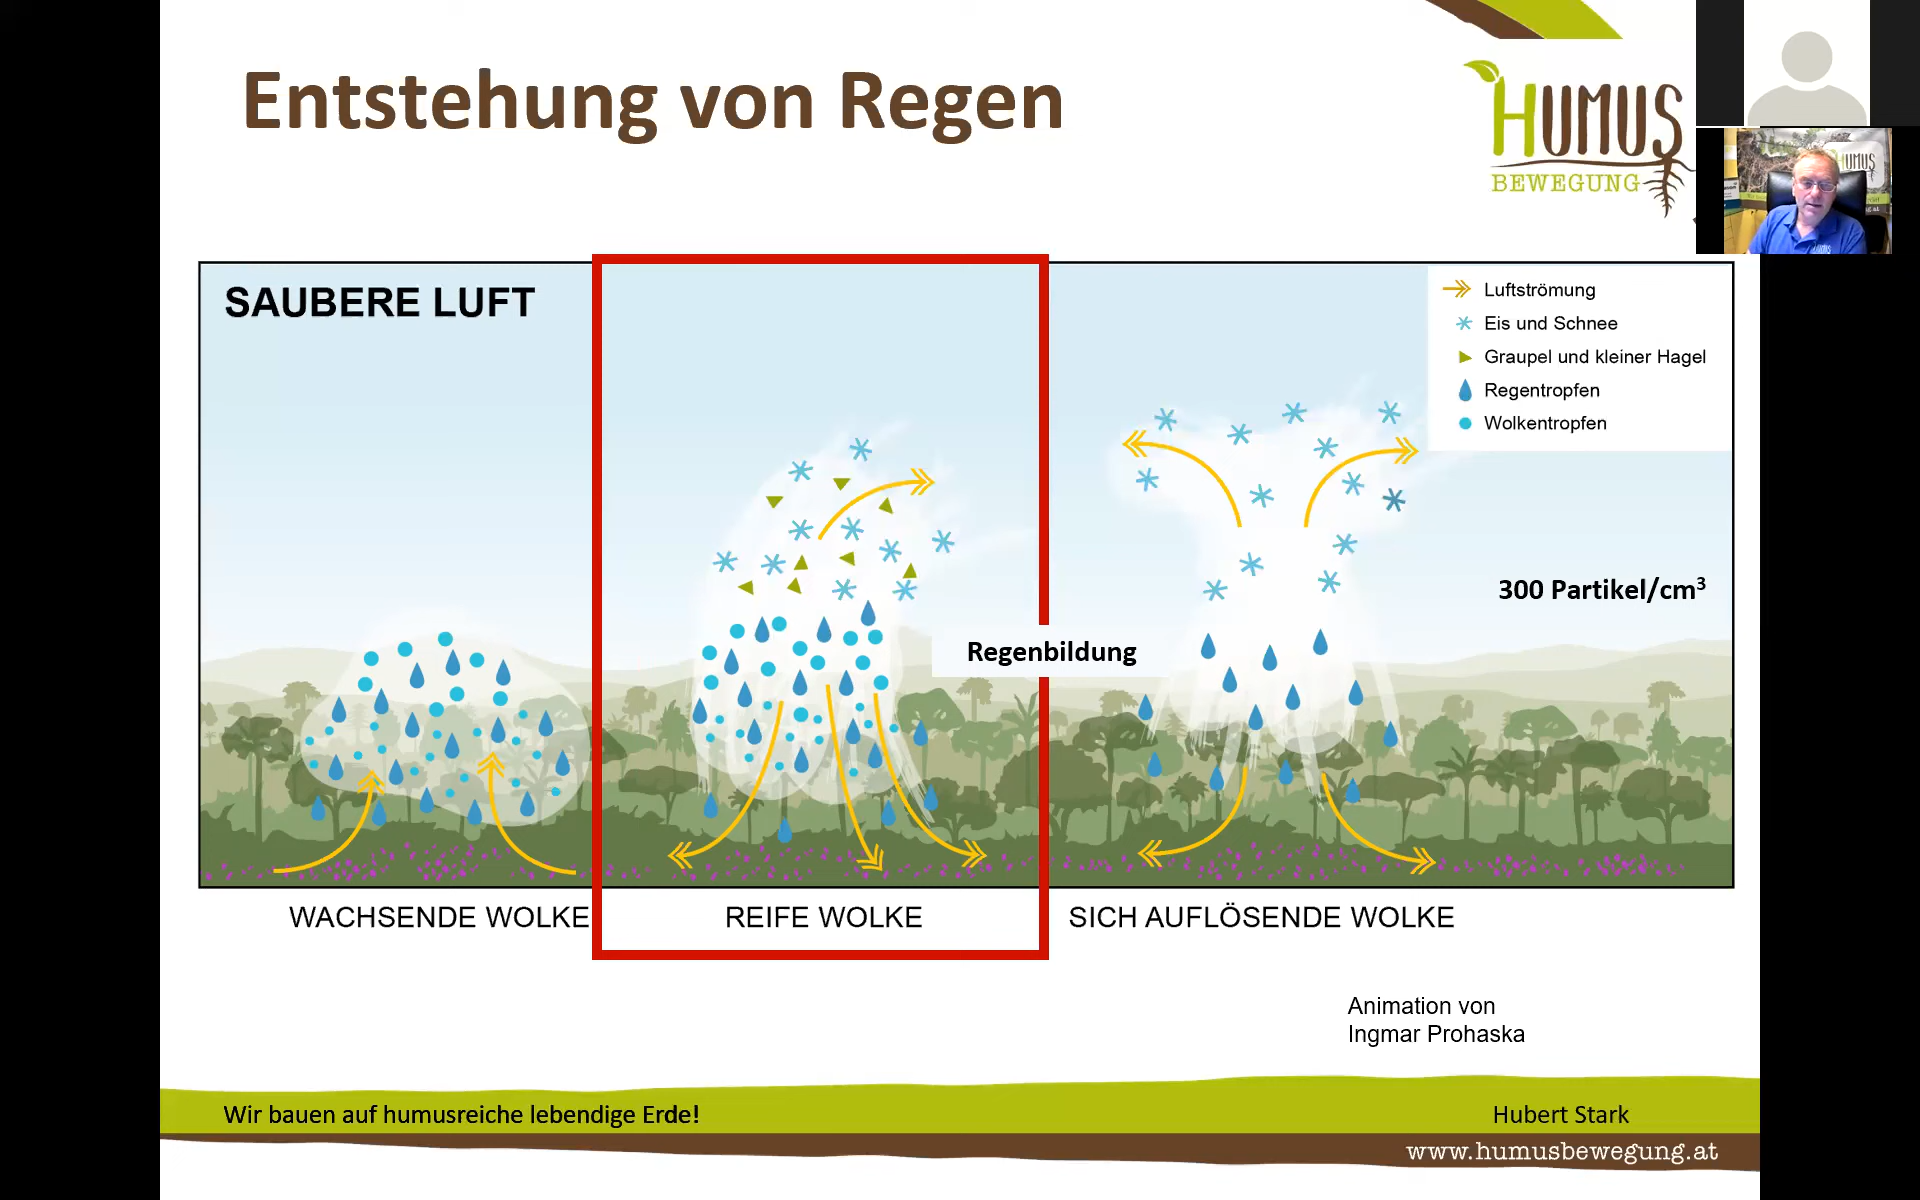 Entstehung von Regen
HUMUS
BEWEGUNG
SAUBERE LUFT
Luftströmung
Eis und Schnee
Graupel und kleiner Hagel
Regentropfen
Wolkentropfen
300 Partikel/cm³
Regenbildung
WACHSENDE WOLKE
REIFE WOLKE
SICH AUFLÖSENDE WOLKE
Animation von
Ingmar Prohaska
Wir bauen auf humusreiche lebendige Erde!
Hubert Stark
www.humusbewegung.at